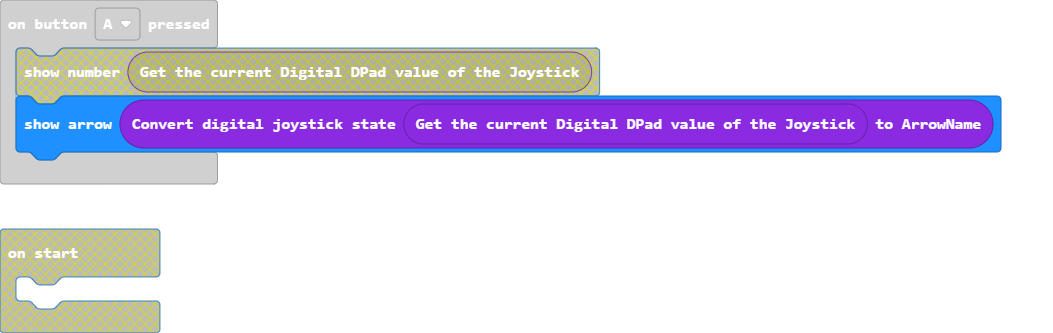 on button A pressed
show number Get the current Digital DPad value of the Joystick
show arrow Convert digital joystick state Get the current Digital DPad value of the Joystick to ArrowName
on start